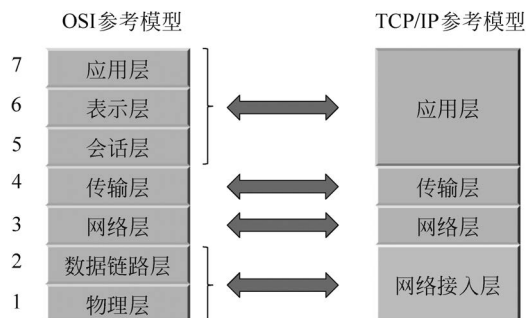 OSI参考模型 TCP/IP参考模型
7 应用层
6 表示层 应用层
5 会话层
4 传输层 传输层
3 网络层 网络层
2 数据链路层
网络接入层
1 物理层